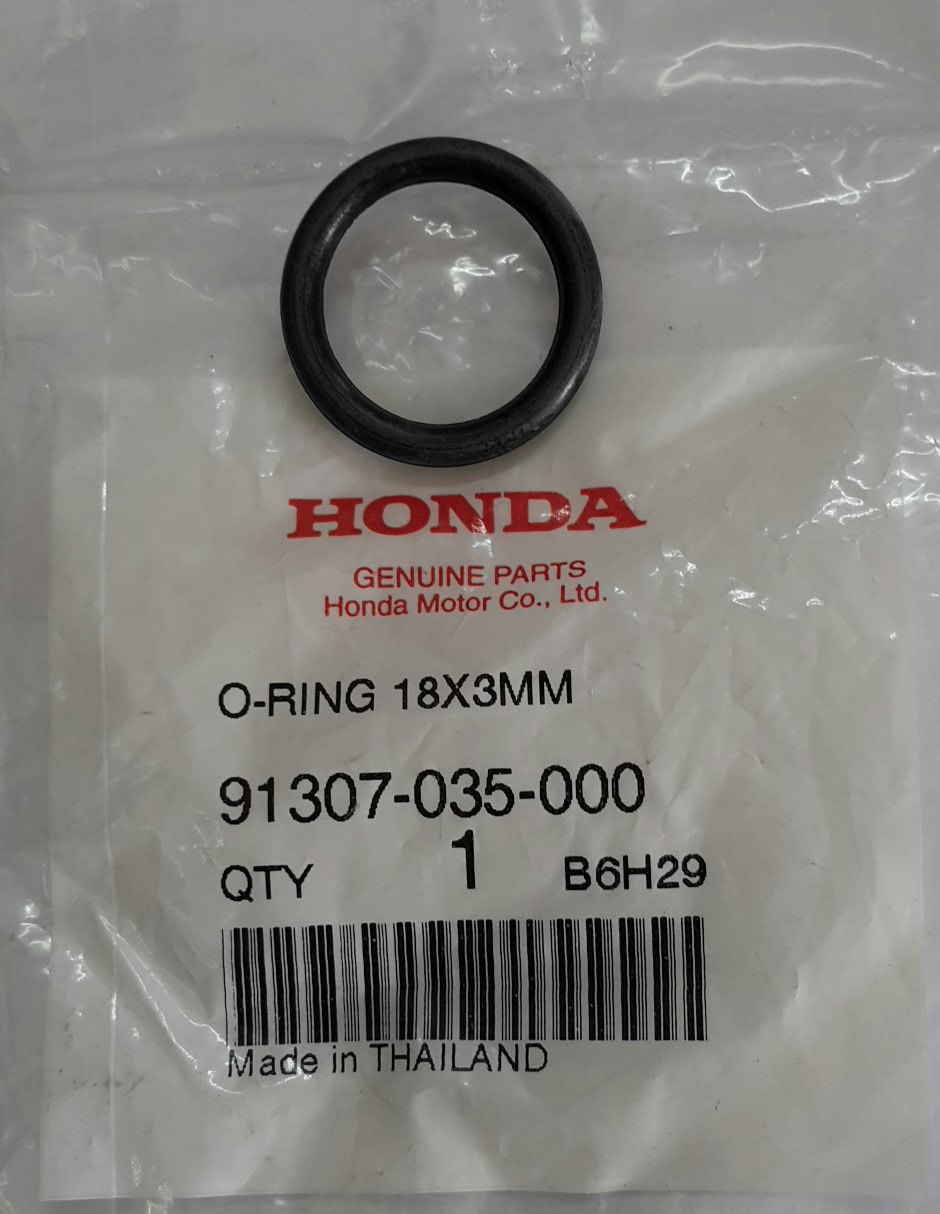 HONDA
GENUINE PARTS
Honda Motor Co., Ltd.
O-RING 18X3MM
91307-035-000
QTY 1 B6H29
Made in THAILAND